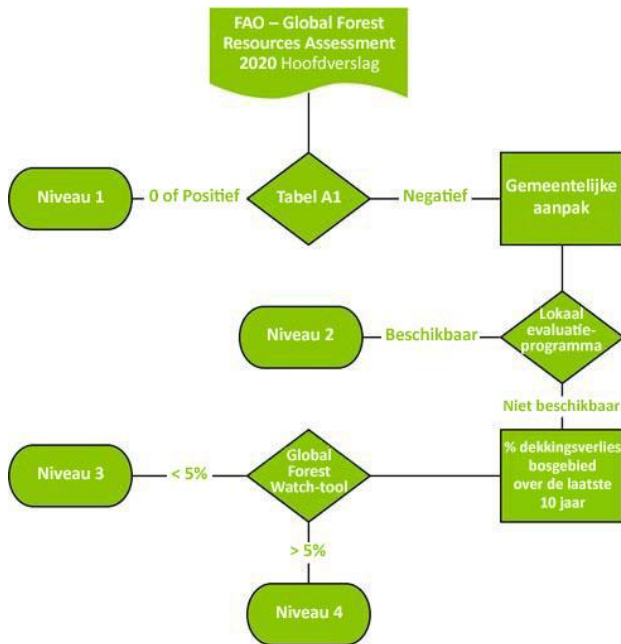 FAO – Global Forest
Resources Assessment
2020 Hoofdverslag
Niveau 1
0 of Positief
Tabel A1
Negatief
Gemeentelijke
aanpak
Niveau 2
Beschikbaar
Lokaal
evaluatie-
programma
Niet beschikbaar
Niveau 3
< 5%
Global
Forest
Watch-tool
% dekkingsverlies
bosgebied
over de laatste
10 jaar
> 5%
Niveau 4